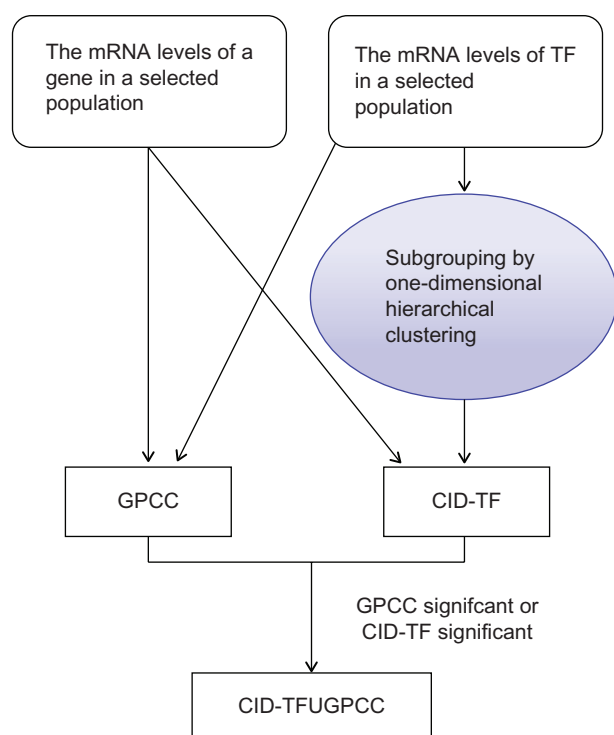 The mRNA levels of a
gene in a selected
population
The mRNA levels of TF
in a selected
population
Subgrouping by
one-dimensional
hierarchical
clustering
GPCC
CID-TF
GPCC signifcant or
CID-TF significant
CID-TFUGPCC